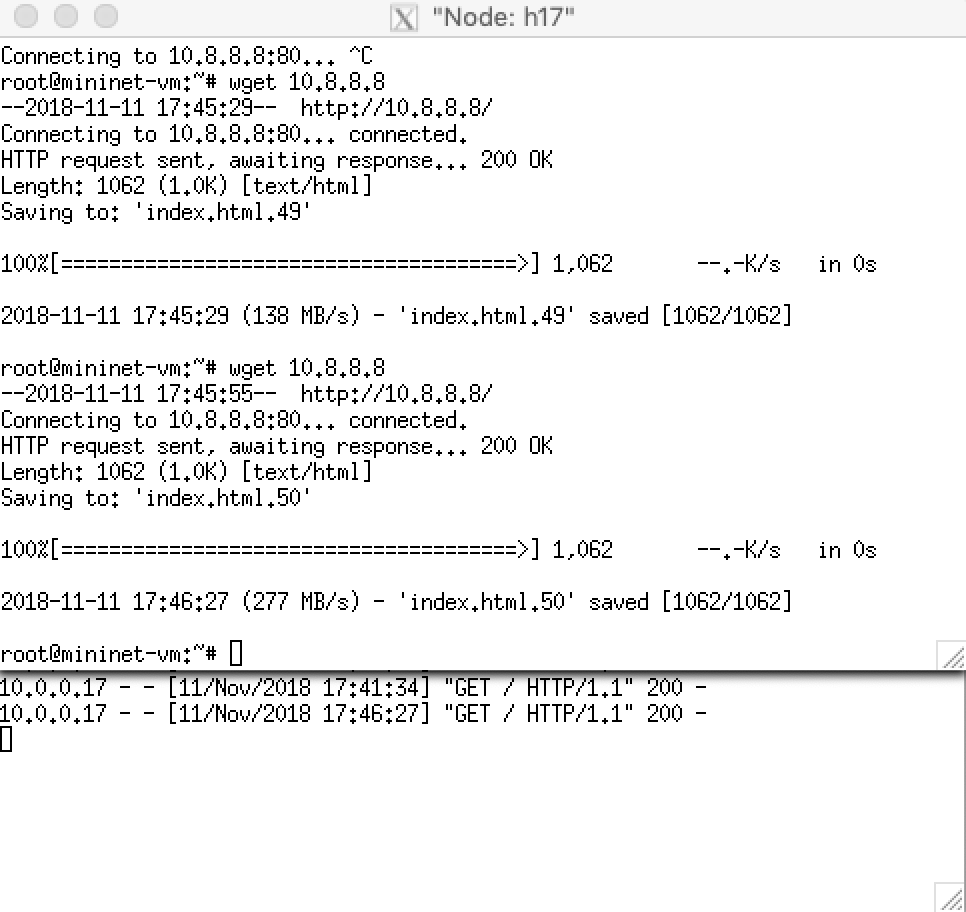 "Node: h17"
Connecting to 10.8.8.8:80... ^C
root@mininet-vm:~# wget 10.8.8.8
--2018-11-11 17:45:29--  http://10.8.8.8/
Connecting to 10.8.8.8:80... connected.
HTTP request sent, awaiting response... 200 OK
Length: 1062 (1.0K) [text/html]
Saving to: 'index.html.49'
100%[======================================>] 1,062       --.-K/s   in 0s
2018-11-11 17:45:29 (138 MB/s) - 'index.html.49' saved [1062/1062]
root@mininet-vm:~# wget 10.8.8.8
--2018-11-11 17:45:55--  http://10.8.8.8/
Connecting to 10.8.8.8:80... connected.
HTTP request sent, awaiting response... 200 OK
Length: 1062 (1.0K) [text/html]
Saving to: 'index.html.50'
100%[======================================>] 1,062       --.-K/s   in 0s
2018-11-11 17:46:27 (277 MB/s) - 'index.html.50' saved [1062/1062]
root@mininet-vm:~#
10.0.0.17 - - [11/Nov/2018 17:41:34] "GET / HTTP/1.1" 200 -
10.0.0.17 - - [11/Nov/2018 17:46:27] "GET / HTTP/1.1" 200 -